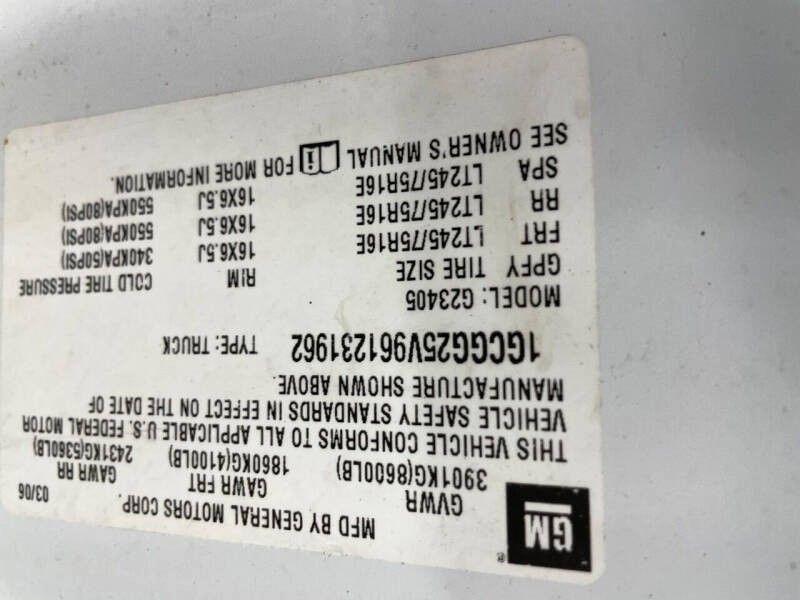 GM ®
MFD BY GENERAL MOTORS CORP.
03/06
GVWR GAWR FRT GAWR RR
3901KG(8600LB) 1860KG(4100LB) 2431KG(5360LB)
THIS VEHICLE CONFORMS TO ALL APPLICABLE U.S. FEDERAL MOTOR
VEHICLE SAFETY STANDARDS IN EFFECT ON THE DATE OF
MANUFACTURE SHOWN ABOVE.
1GCGG25V961231962 TYPE: TRUCK
MODEL: G23405
GPFY TIRE SIZE RIM COLD TIRE PRESSURE
FRT LT245/75R16E 16X6.5J 340KPA(50PSI)
RR LT245/75R16E 16X6.5J 550KPA(80PSI)
SPA LT245/75R16E 16X6.5J 550KPA(80PSI)
SEE OWNER'S MANUAL i FOR MORE INFORMATION.